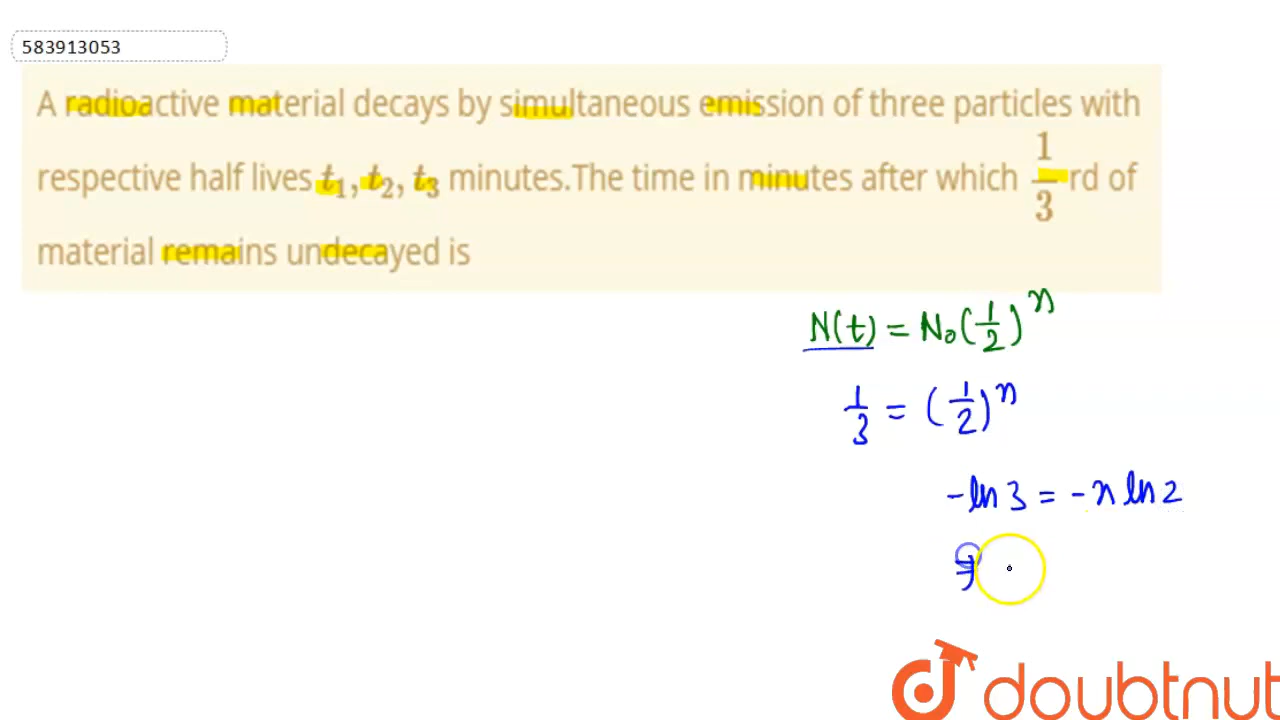 583913053
A radioactive material decays by simultaneous emission of three particles with
respective half lives t₁, t₂, t₃ minutes.The time in minutes after which 1/3 rd of
material remains undecayed is
N(t) = N₀(1/2)ⁿ
1/3 = (1/2)ⁿ
-ln 3 = -n ln 2
⇒
doubtnut